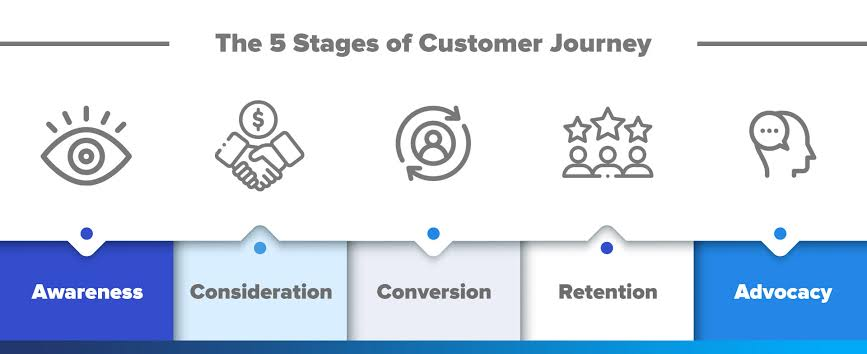 The 5 Stages of Customer Journey
$
Awareness
Consideration
Conversion
Retention
Advocacy